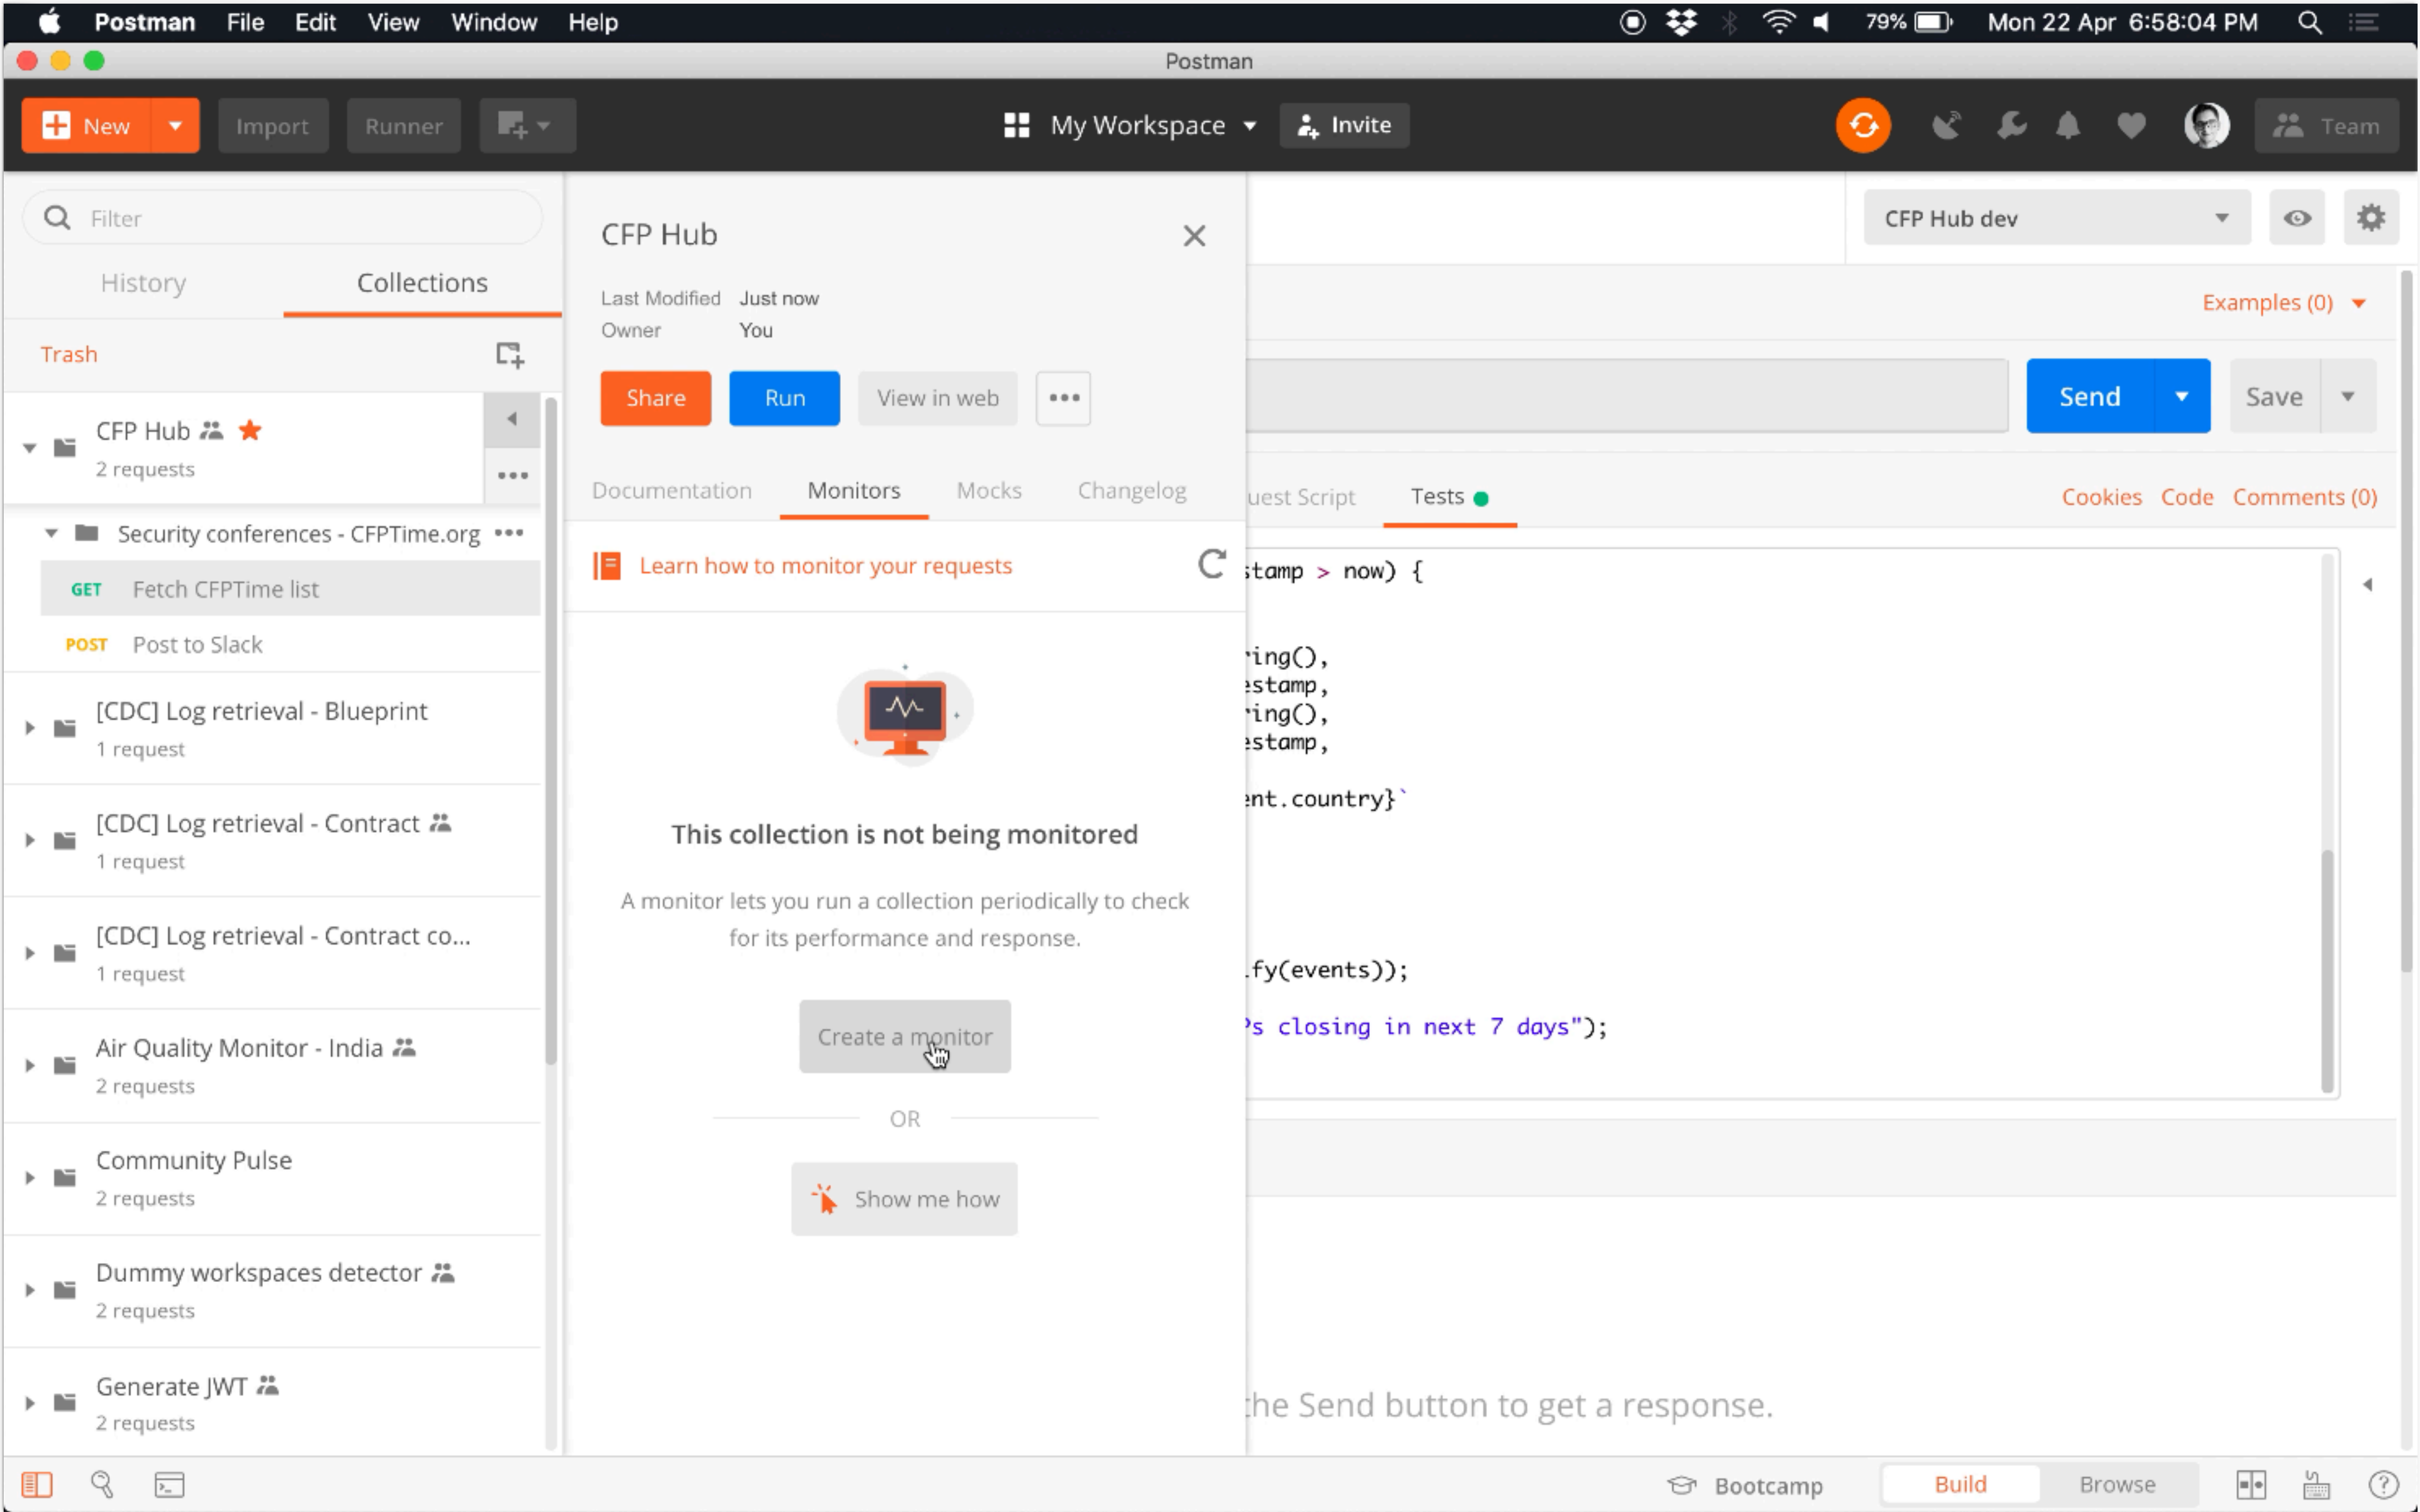 Postman File Edit View Window Help 79% Mon 22 Apr 6:58:04 PM
Postman
New Import Runner My Workspace Invite Team
Filter
History Collections
Trash
CFP Hub
2 requests
Security conferences - CFPTime.org
GET Fetch CFPTime list
POST Post to Slack
[CDC] Log retrieval - Blueprint
1 request
[CDC] Log retrieval - Contract
1 request
[CDC] Log retrieval - Contract co...
1 request
Air Quality Monitor - India
2 requests
Community Pulse
2 requests
Dummy workspaces detector
2 requests
Generate JWT
2 requests
CFP Hub
Last Modified Just now
Owner You
Share Run View in web
Documentation Monitors Mocks Changelog
Learn how to monitor your requests
This collection is not being monitored
A monitor lets you run a collection periodically to check
for its performance and response.
Create a monitor
OR
Show me how
CFP Hub dev
Examples (0)
Send Save
uest Script Tests Cookies Code Comments (0)
stamp > now) {
ring(),
estamp,
ring(),
estamp,
ent.country}`
fy(events));
s closing in next 7 days");
the Send button to get a response.
Bootcamp Build Browse